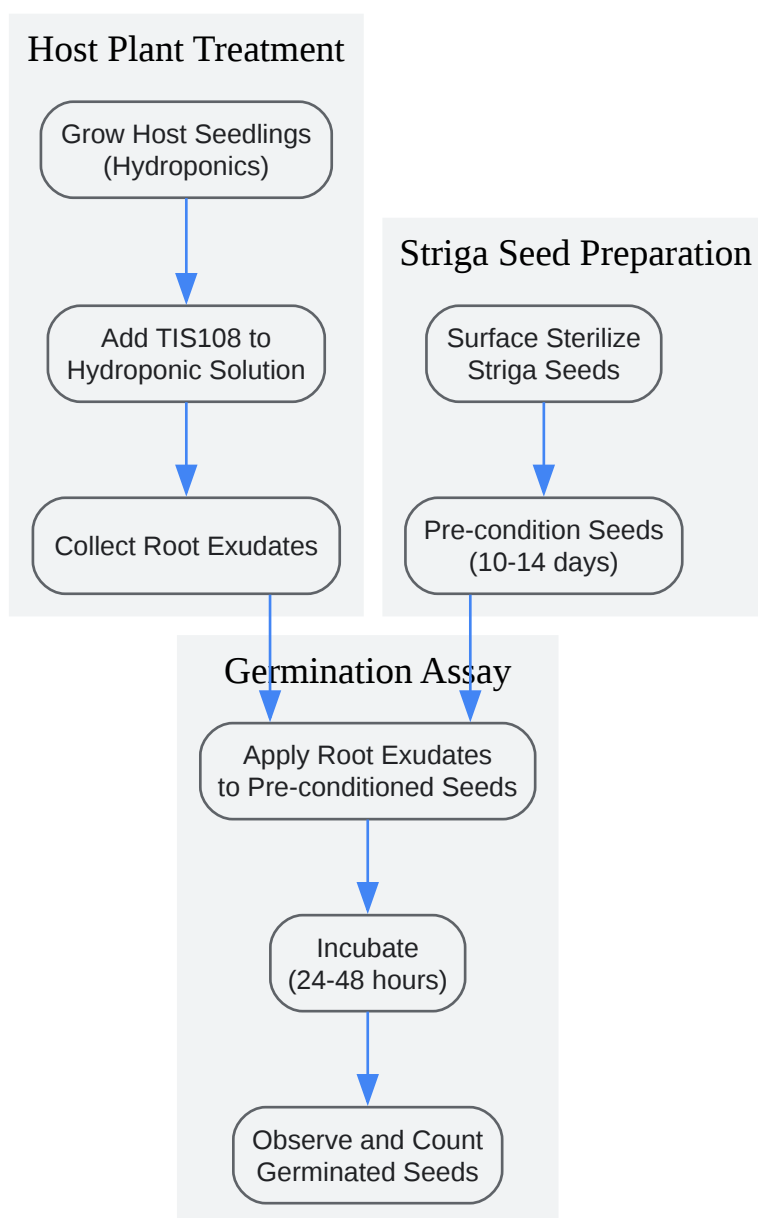 Host Plant Treatment
Grow Host Seedlings
(Hydroponics)
Add TIS108 to
Hydroponic Solution
Collect Root Exudates
Striga Seed Preparation
Surface Sterilize
Striga Seeds
Pre-condition Seeds
(10-14 days)
Germination Assay
Apply Root Exudates
to Pre-conditioned Seeds
Incubate
(24-48 hours)
Observe and Count
Germinated Seeds